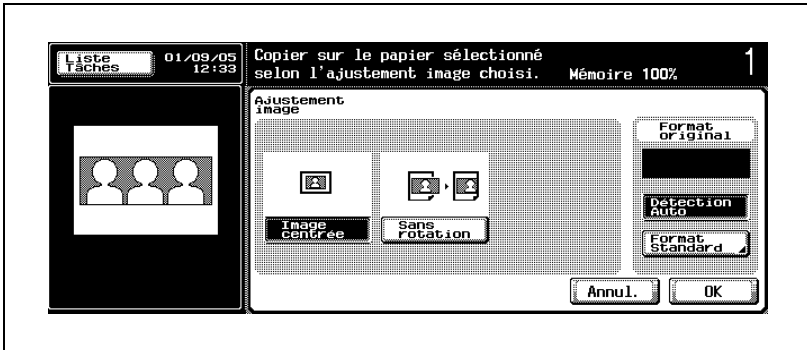 Liste
Tâches
01/09/05
12:33
Copier sur le papier sélectionné
selon l'ajustement image choisi.
Mémoire 100%
1
Ajustement
image
Image
centrée
Sans
rotation
Format
original
Détection
Auto
Format
Standard
Annul.
OK